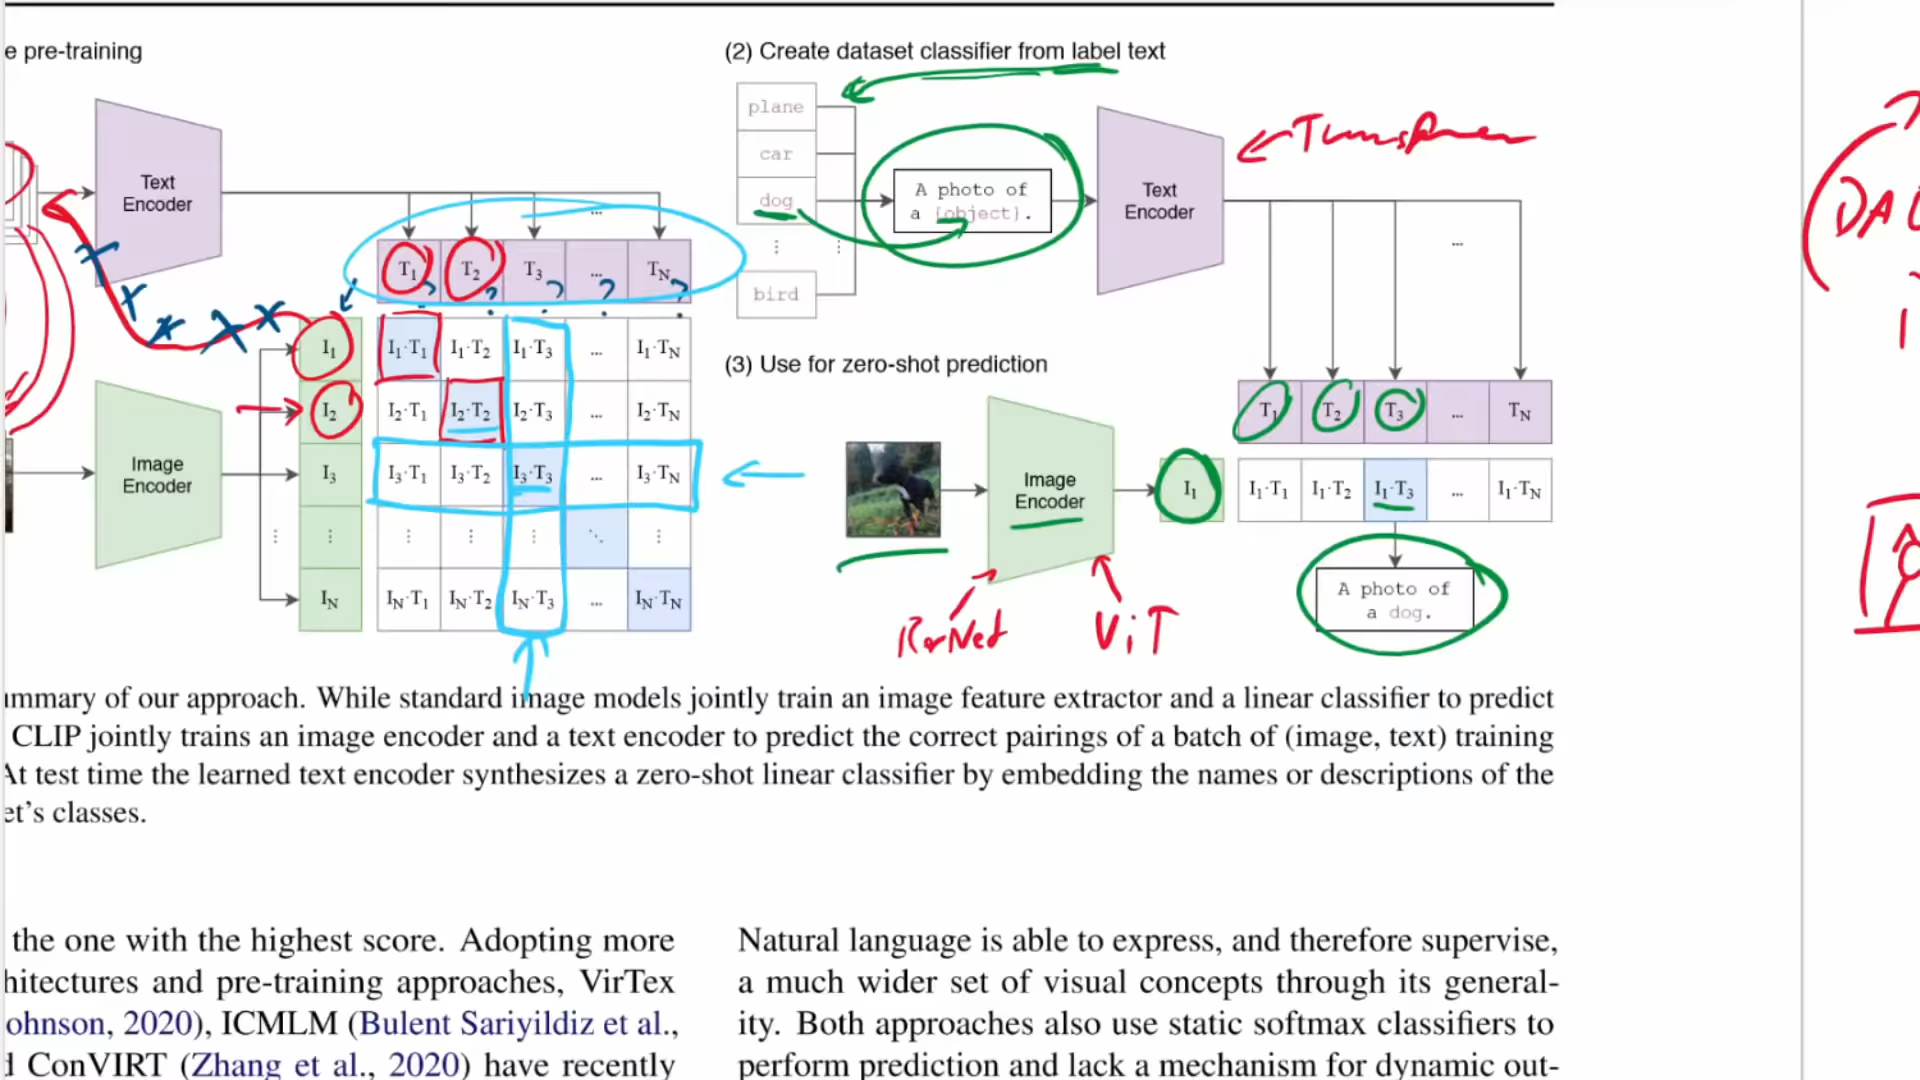 e pre-training
Text
Encoder
T1 T2 T3 ... TN
? ? ? ? ?
I1 I1·T1 I1·T2 I1·T3 ... I1·TN
I2 I2·T1 I2·T2 I2·T3 ... I2·TN
Image
Encoder
I3 I3·T1 I3·T2 I3·T3 ... I3·TN
⋮ ⋮ ⋮ ⋮ ⋱ ⋮
IN IN·T1 IN·T2 IN·T3 ... IN·TN
(2) Create dataset classifier from label text
plane
car
dog
⋮ ⋮
bird
A photo of
a {object}.
Text
Encoder
...
T1 T2 T3 ... TN
(3) Use for zero-shot prediction
Image
Encoder
I1 I1·T1 I1·T2 I1·T3 ... I1·TN
A photo of
a dog.
ResNet
ViT
ummary of our approach. While standard image models jointly train an image feature extractor and a linear classifier to predict
CLIP jointly trains an image encoder and a text encoder to predict the correct pairings of a batch of (image, text) training
At test time the learned text encoder synthesizes a zero-shot linear classifier by embedding the names or descriptions of the
et's classes.
the one with the highest score. Adopting more
hitectures and pre-training approaches, VirTex
ohnson, 2020), ICMLM (Bulent Sariyildiz et al.,
d ConVIRT (Zhang et al., 2020) have recently
Natural language is able to express, and therefore supervise,
a much wider set of visual concepts through its general-
ity. Both approaches also use static softmax classifiers to
perform prediction and lack a mechanism for dynamic out-